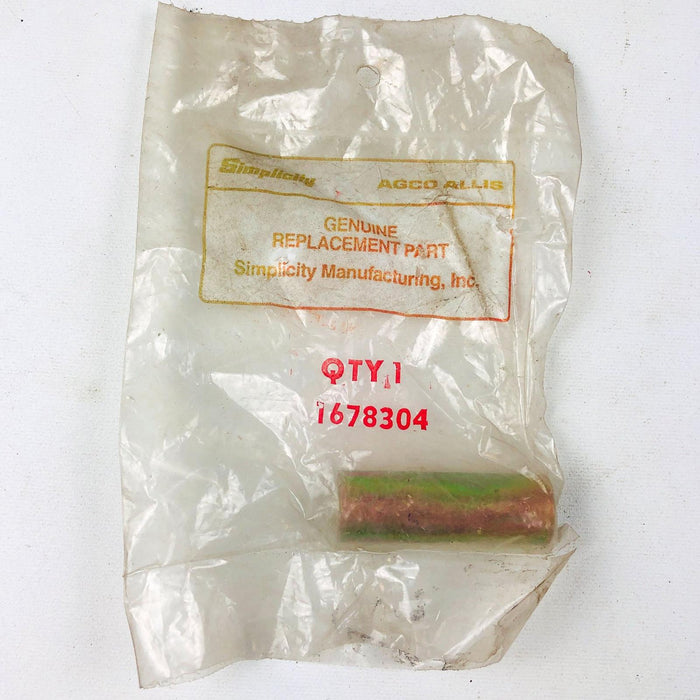 Simplicity AGCO ALLIS
GENUINE
REPLACEMENT PART
Simplicity Manufacturing, Inc.
QTY 1
1678304